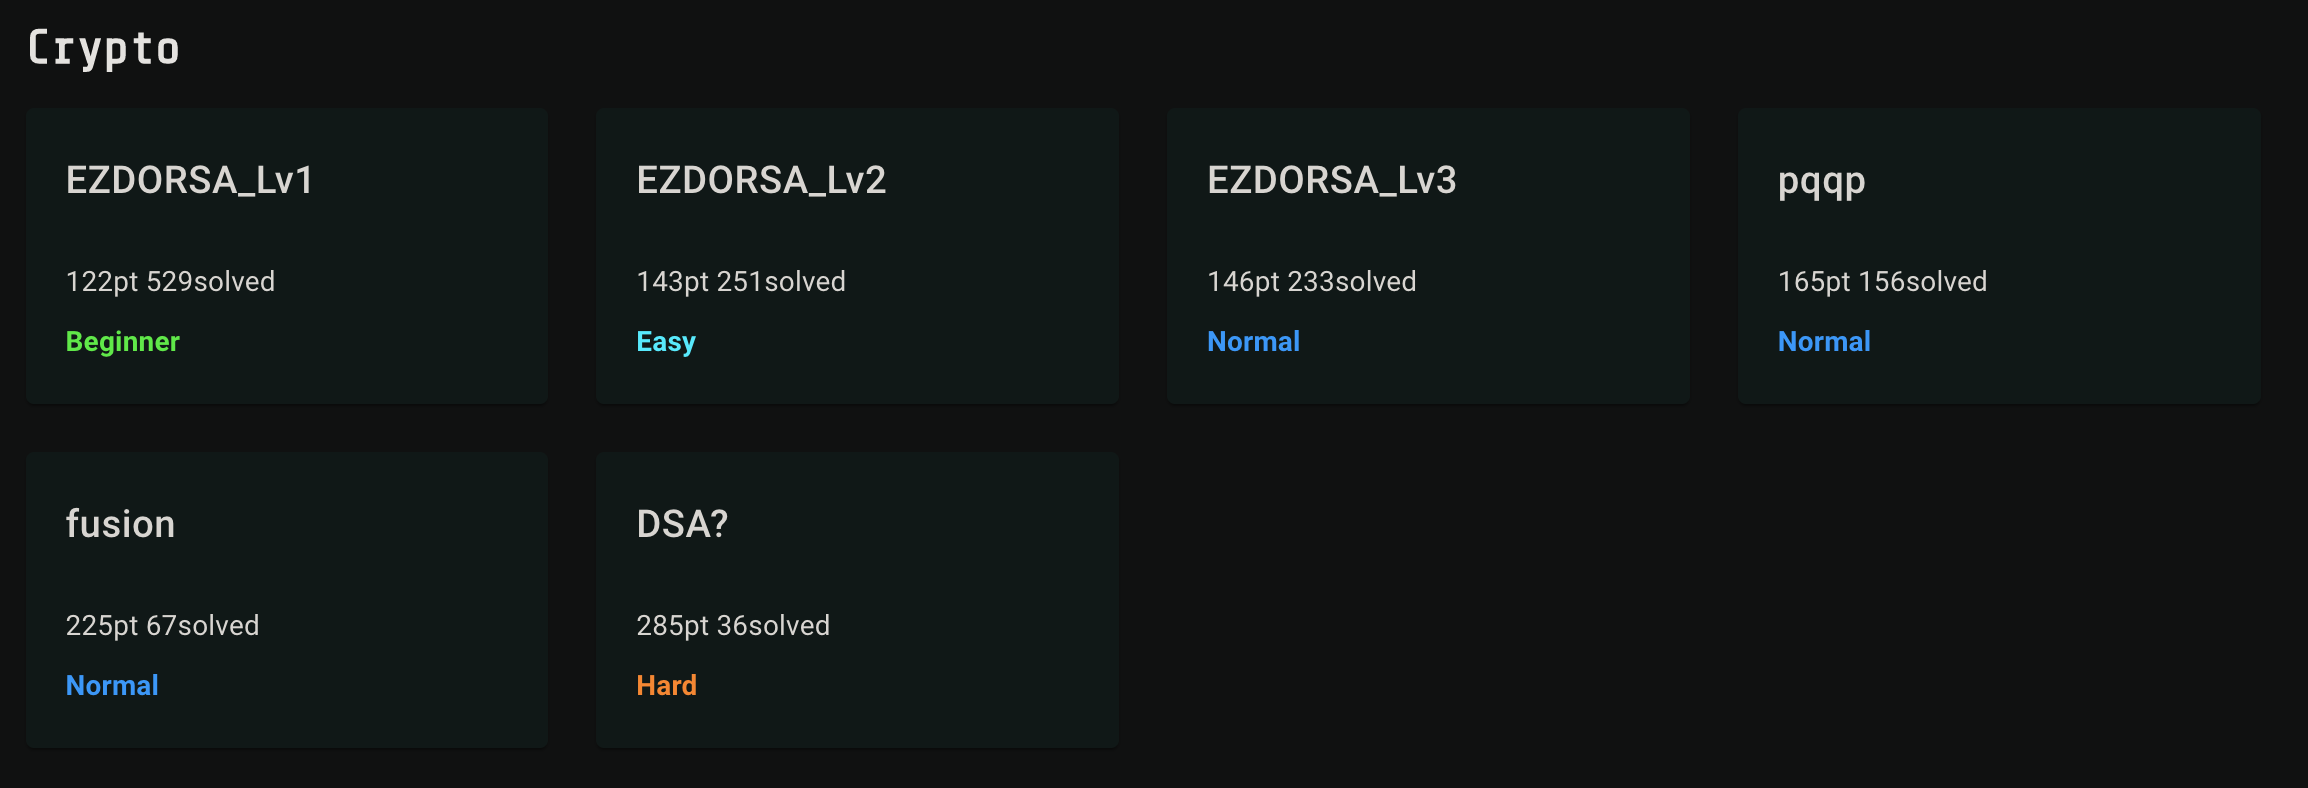 Crypto
EZDORSA_Lv1
122pt 529solved
Beginner
EZDORSA_Lv2
143pt 251solved
Easy
EZDORSA_Lv3
146pt 233solved
Normal
pqqp
165pt 156solved
Normal
fusion
225pt 67solved
Normal
DSA?
285pt 36solved
Hard